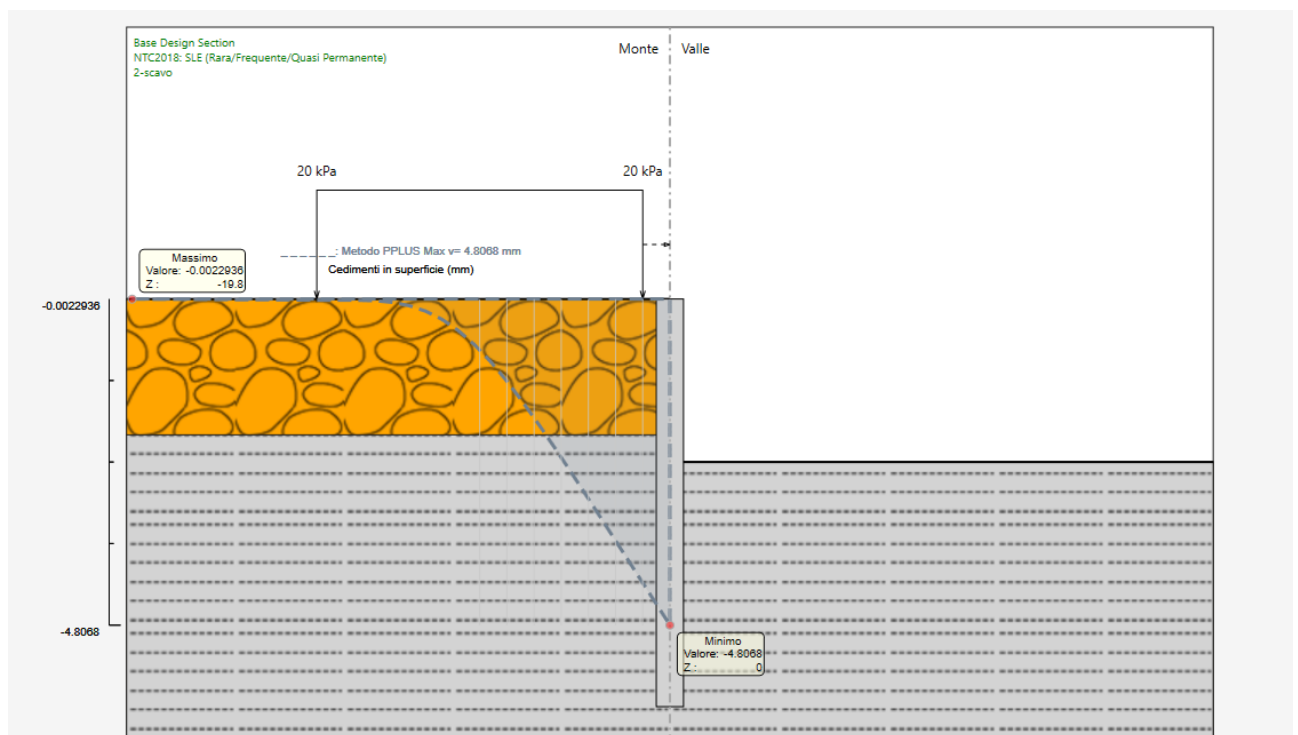 Base Design Section
NTC2018: SLE (Rara/Frequente/Quasi Permanente)
2-scavo
Monte Valle
20 kPa 20 kPa
: Metodo PPLUS Max v= 4.8068 mm
Cedimenti in superficie (mm)
Massimo
Valore: -0.0022936
Z : -19.8
-0.0022936
-4.8068
Minimo
Valore: -4.8068
Z : 0